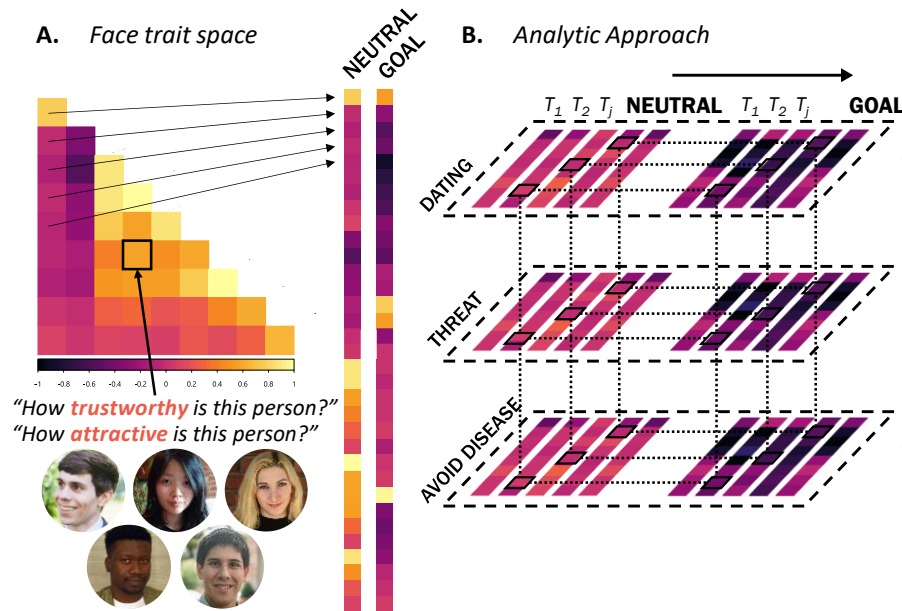 A. Face trait space
NEUTRAL
GOAL
-1 -0.8 -0.6 -0.4 -0.2 0 0.2 0.4 0.6 0.8 1
“How trustworthy is this person?”
“How attractive is this person?”
B. Analytic Approach
T1 T2 Tj NEUTRAL T1 T2 Tj GOAL
DATING
THREAT
AVOID DISEASE